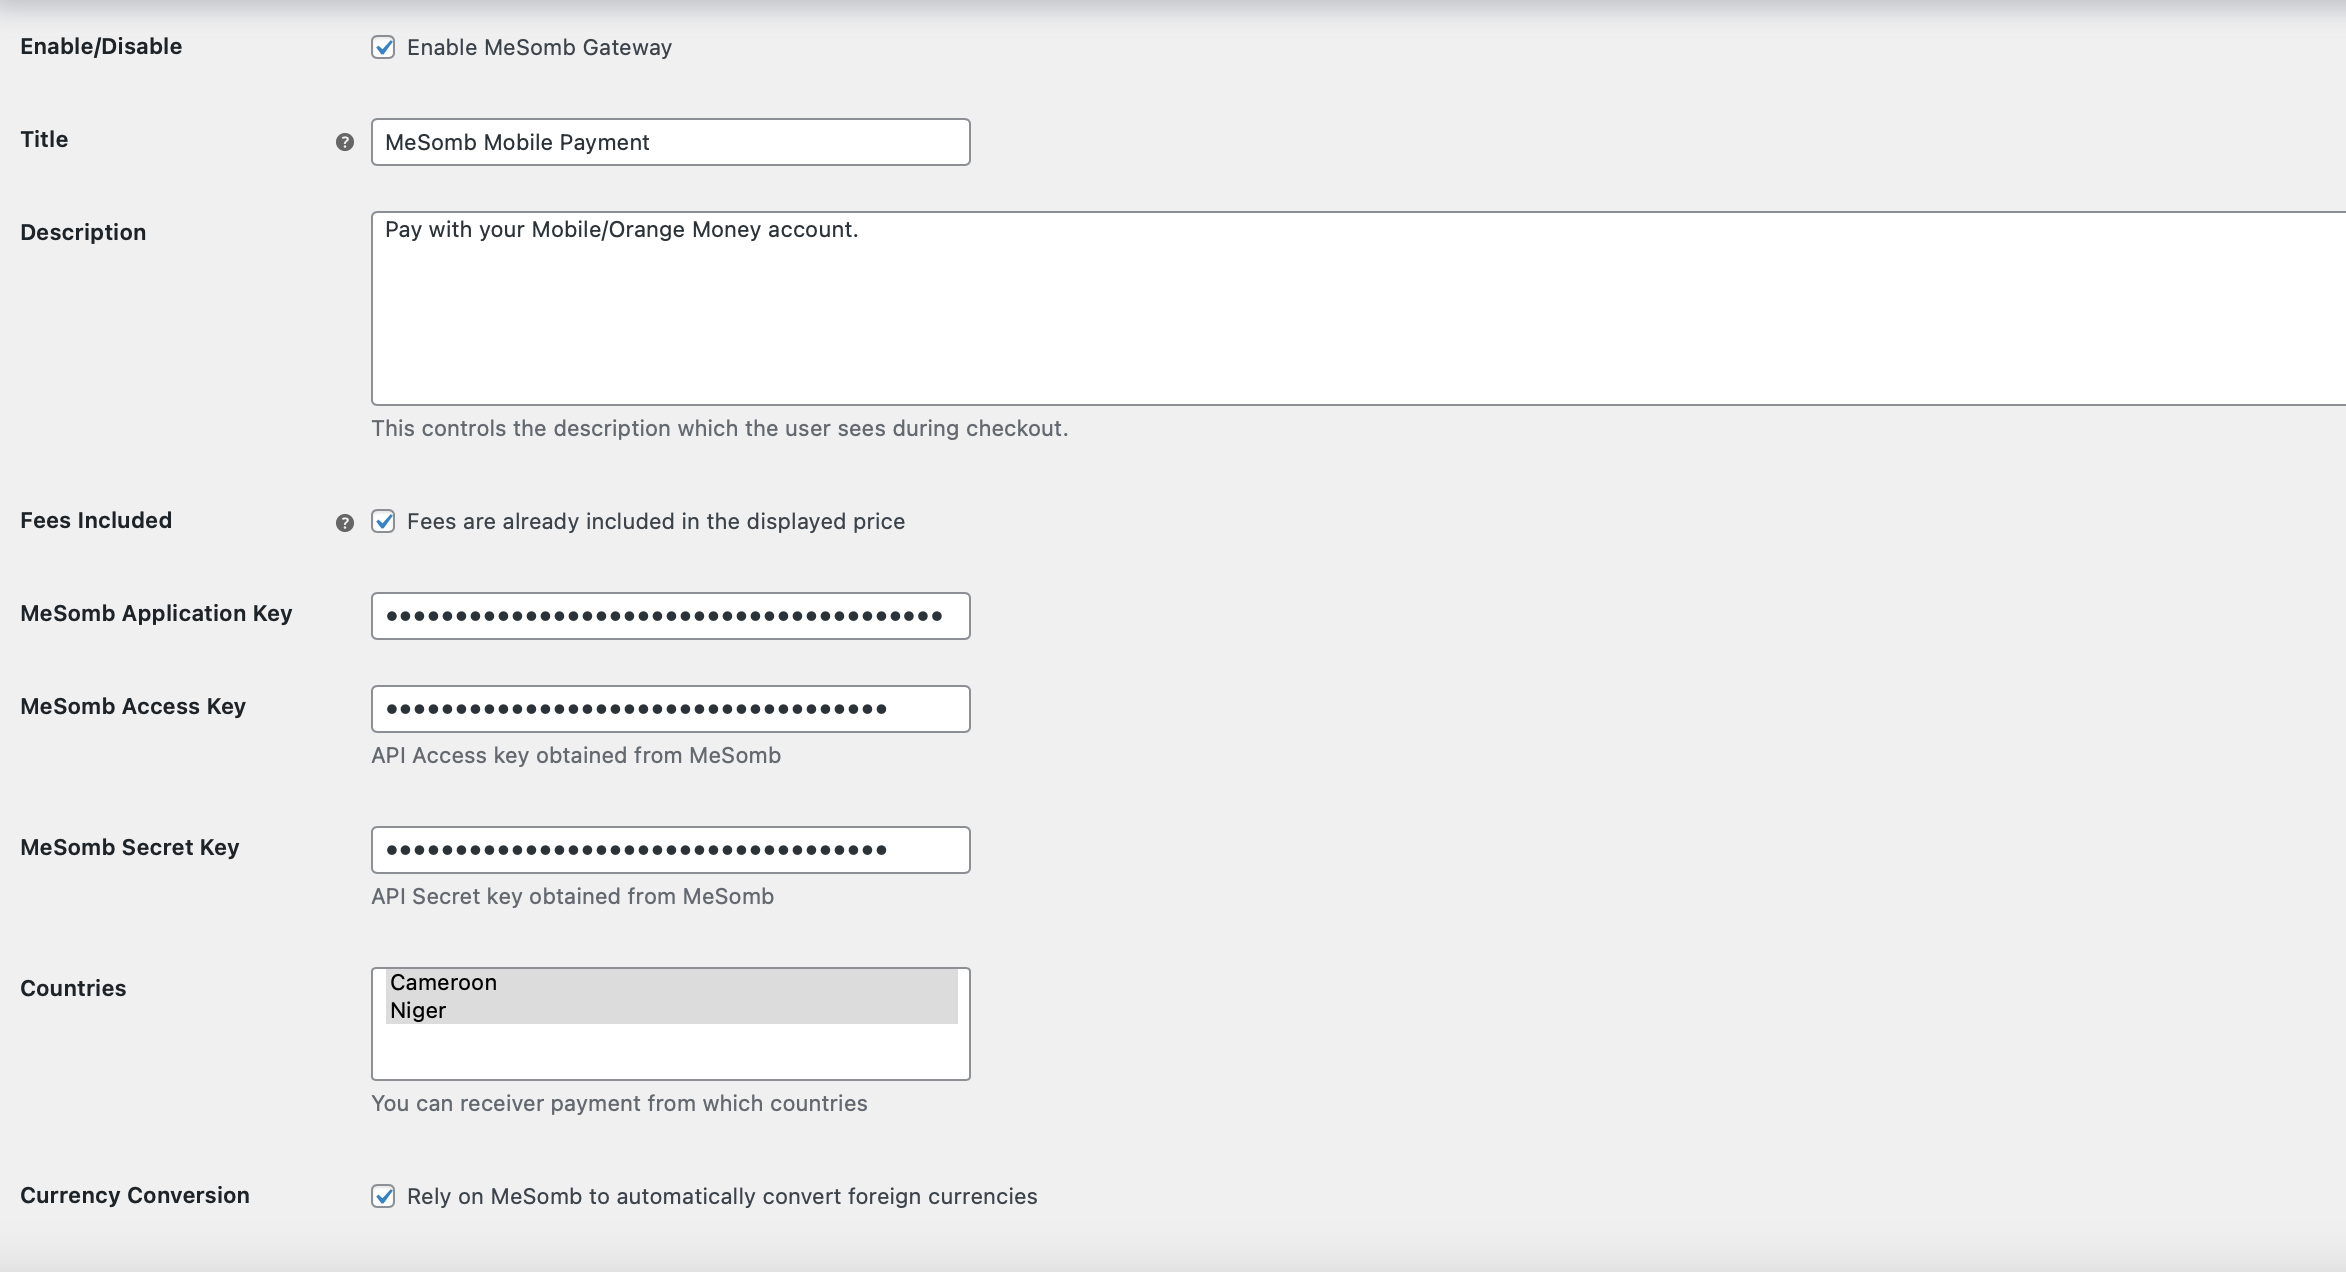 Enable/Disable
Enable MeSomb Gateway
Title
MeSomb Mobile Payment
Description
Pay with your Mobile/Orange Money account.
This controls the description which the user sees during checkout.
Fees Included
Fees are already included in the displayed price
MeSomb Application Key
MeSomb Access Key
API Access key obtained from MeSomb
MeSomb Secret Key
API Secret key obtained from MeSomb
Countries
Cameroon
Niger
You can receiver payment from which countries
Currency Conversion
Rely on MeSomb to automatically convert foreign currencies